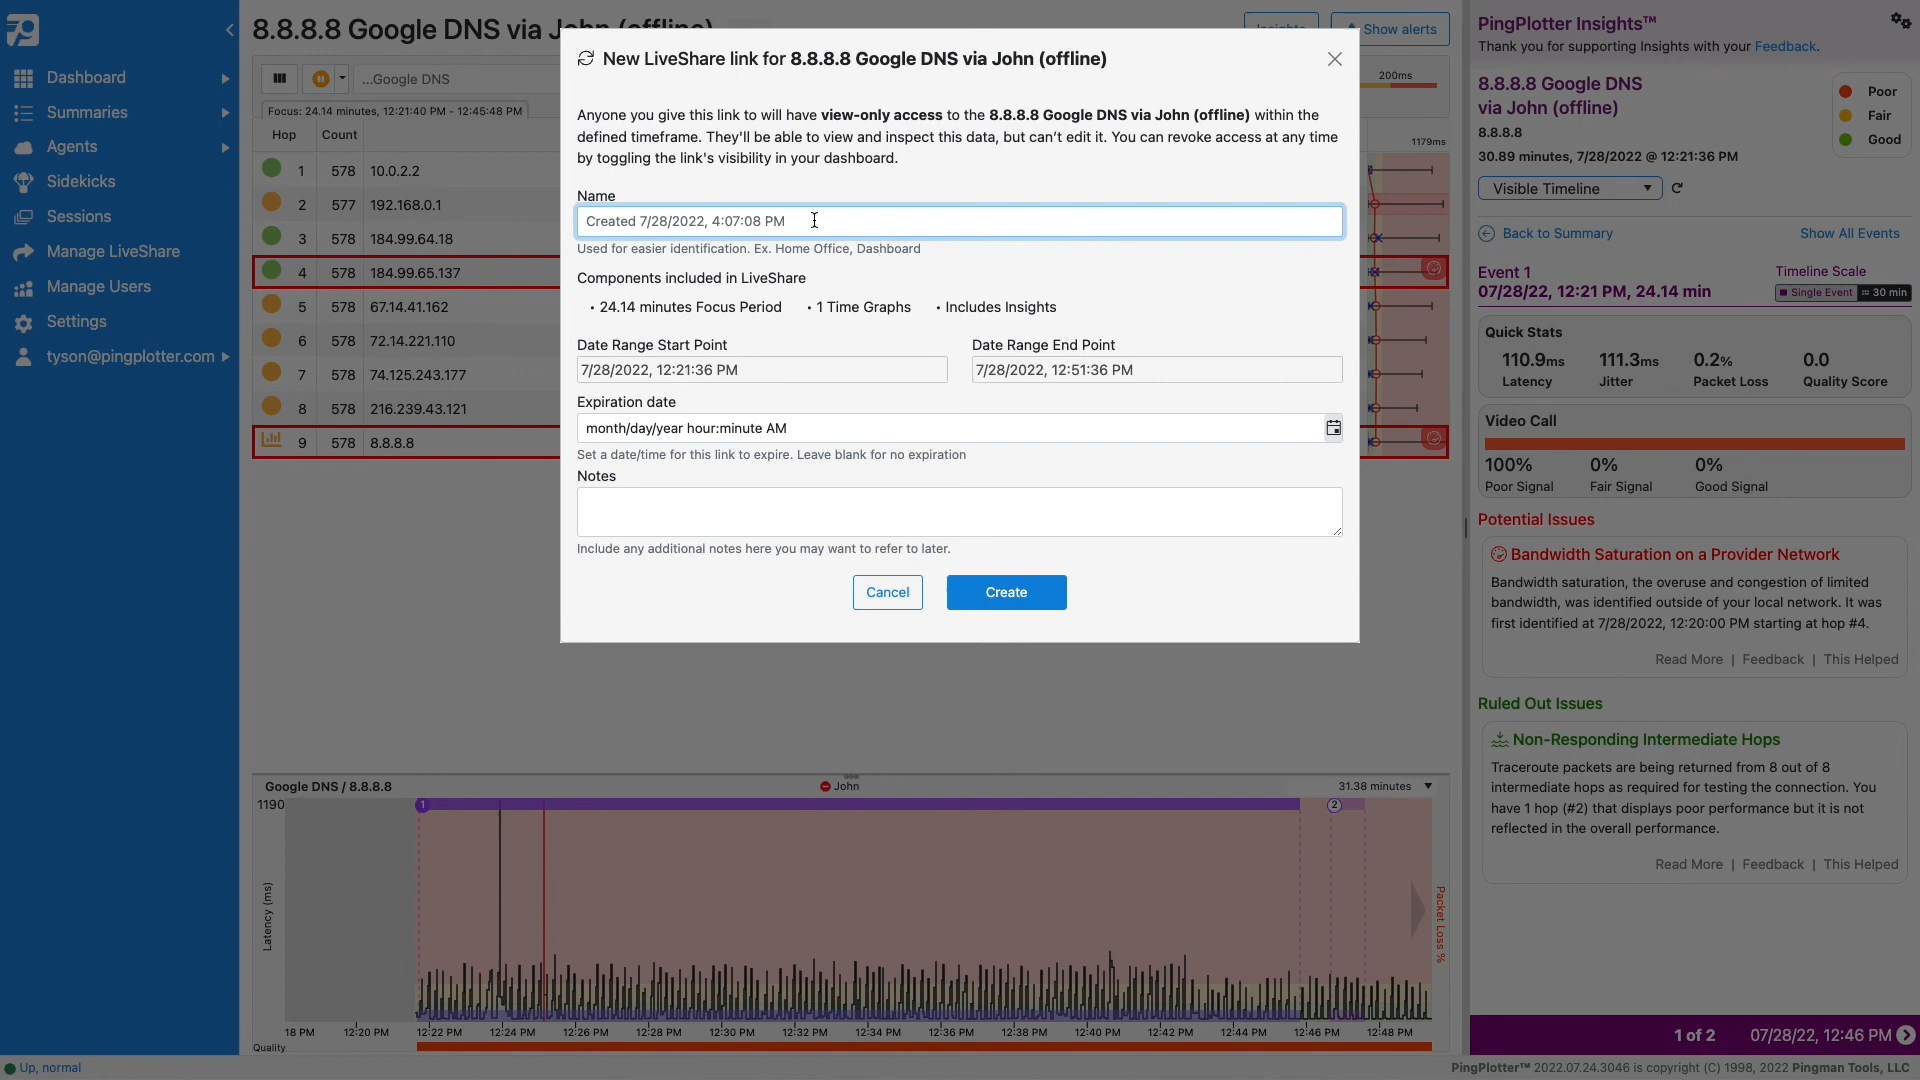 Dashboard
Summaries
Agents
Sidekicks
Sessions
Manage LiveShare
Manage Users
Settings
tyson@pingplotter.com
Up, normal
8.8.8.8 Google DNS via John (offline)
Insights
Show alerts
...Google DNS
200ms
Focus: 24.14 minutes, 12:21:40 PM - 12:45:48 PM
Hop Count
1179ms
1 578 10.0.2.2
2 577 192.168.0.1
3 578 184.99.64.18
4 578 184.99.65.137
5 578 67.14.41.162
6 578 72.14.221.110
7 578 74.125.243.177
8 578 216.239.43.121
9 578 8.8.8.8
New LiveShare link for 8.8.8.8 Google DNS via John (offline)
Anyone you give this link to will have view-only access to the 8.8.8.8 Google DNS via John (offline) within the
defined timeframe. They'll be able to view and inspect this data, but can't edit it. You can revoke access at any time
by toggling the link's visibility in your dashboard.
Name
Created 7/28/2022, 4:07:08 PM
Used for easier identification. Ex. Home Office, Dashboard
Components included in LiveShare
• 24.14 minutes Focus Period • 1 Time Graphs • Includes Insights
Date Range Start Point Date Range End Point
7/28/2022, 12:21:36 PM 7/28/2022, 12:51:36 PM
Expiration date
month/day/year hour:minute AM
Set a date/time for this link to expire. Leave blank for no expiration
Notes
Include any additional notes here you may want to refer to later.
Cancel Create
Google DNS / 8.8.8.8 John 31.38 minutes
1190
1 2
Latency (ms)
Packet Loss %
18 PM 12:20 PM 12:22 PM 12:24 PM 12:26 PM 12:28 PM 12:30 PM 12:32 PM 12:34 PM 12:36 PM 12:38 PM 12:40 PM 12:42 PM 12:44 PM 12:46 PM 12:48 PM
Quality
PingPlotter Insights™
Thank you for supporting Insights with your Feedback.
8.8.8.8 Google DNS
via John (offline)
8.8.8.8
30.89 minutes, 7/28/2022 @ 12:21:36 PM
Poor
Fair
Good
Visible Timeline
Back to Summary Show All Events
Event 1 Timeline Scale
07/28/22, 12:21 PM, 24.14 min Single Event 30 min
Quick Stats
110.9ms 111.3ms 0.2% 0.0
Latency Jitter Packet Loss Quality Score
Video Call
100% 0% 0%
Poor Signal Fair Signal Good Signal
Potential Issues
Bandwidth Saturation on a Provider Network
Bandwidth saturation, the overuse and congestion of limited
bandwidth, was identified outside of your local network. It was
first identified at 7/28/2022, 12:20:00 PM starting at hop #4.
Read More | Feedback | This Helped
Ruled Out Issues
Non-Responding Intermediate Hops
Traceroute packets are being returned from 8 out of 8
intermediate hops as required for testing the connection. You
have 1 hop (#2) that displays poor performance but it is not
reflected in the overall performance.
Read More | Feedback | This Helped
1 of 2 07/28/22, 12:46 PM
PingPlotter™ 2022.07.24.3046 is copyright (C) 1998, 2022 Pingman Tools, LLC